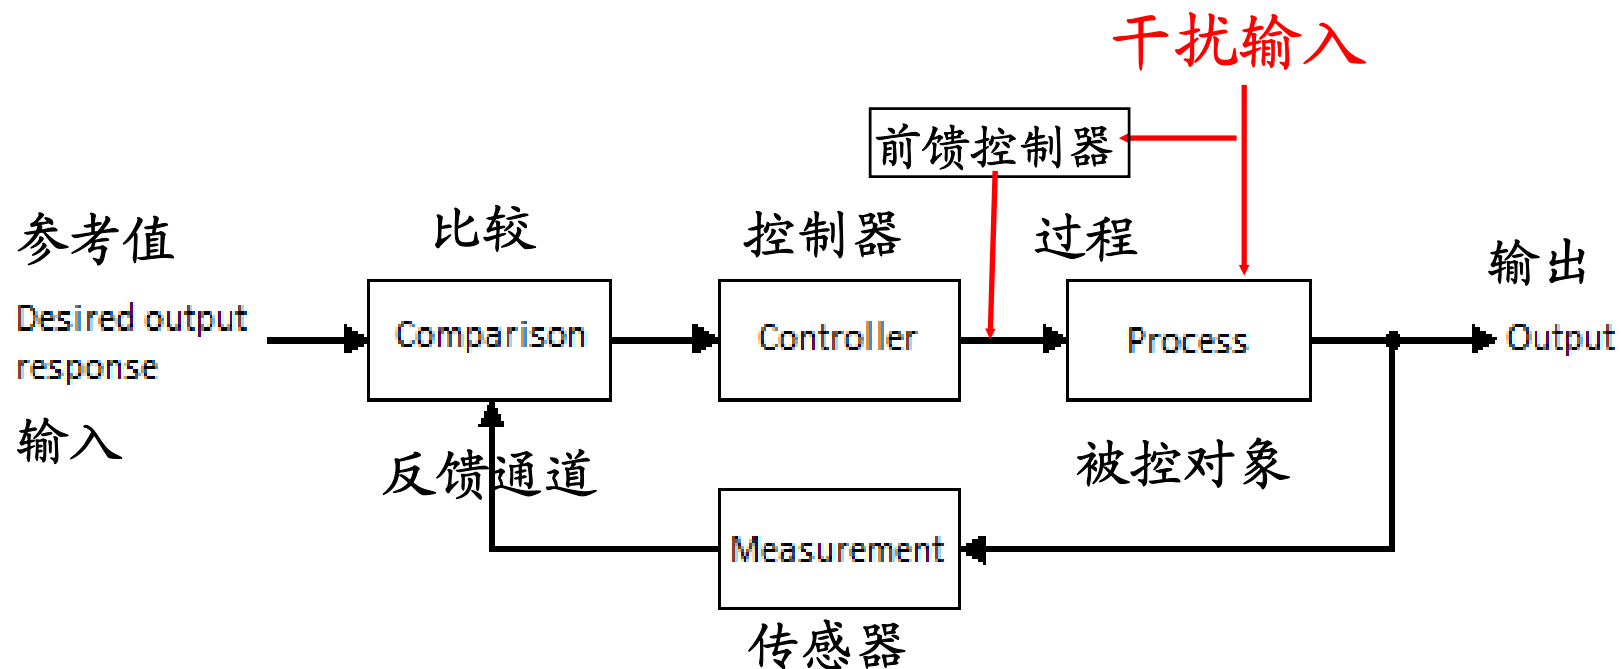 干扰输入
前馈控制器
参考值
比较
控制器
过程
输出
Desired output
response
Comparison
Controller
Process
Output
输入
反馈通道
被控对象
Measurement
传感器